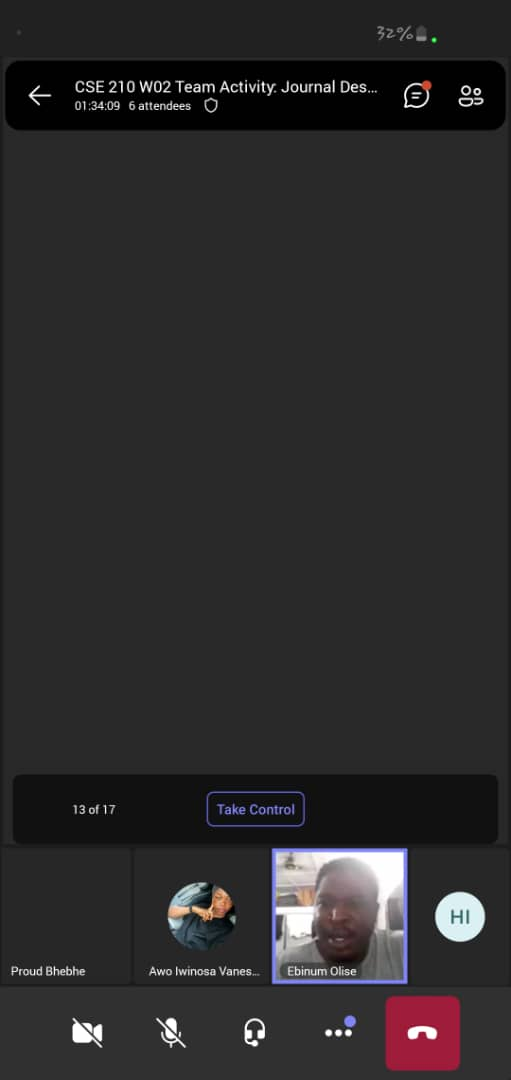 32%
CSE 210 W02 Team Activity: Journal Des...
01:34:09 6 attendees
13 of 17
Take Control
Proud Bhebhe
Awo Iwinosa Vanes...
Ebinum Olise
HI